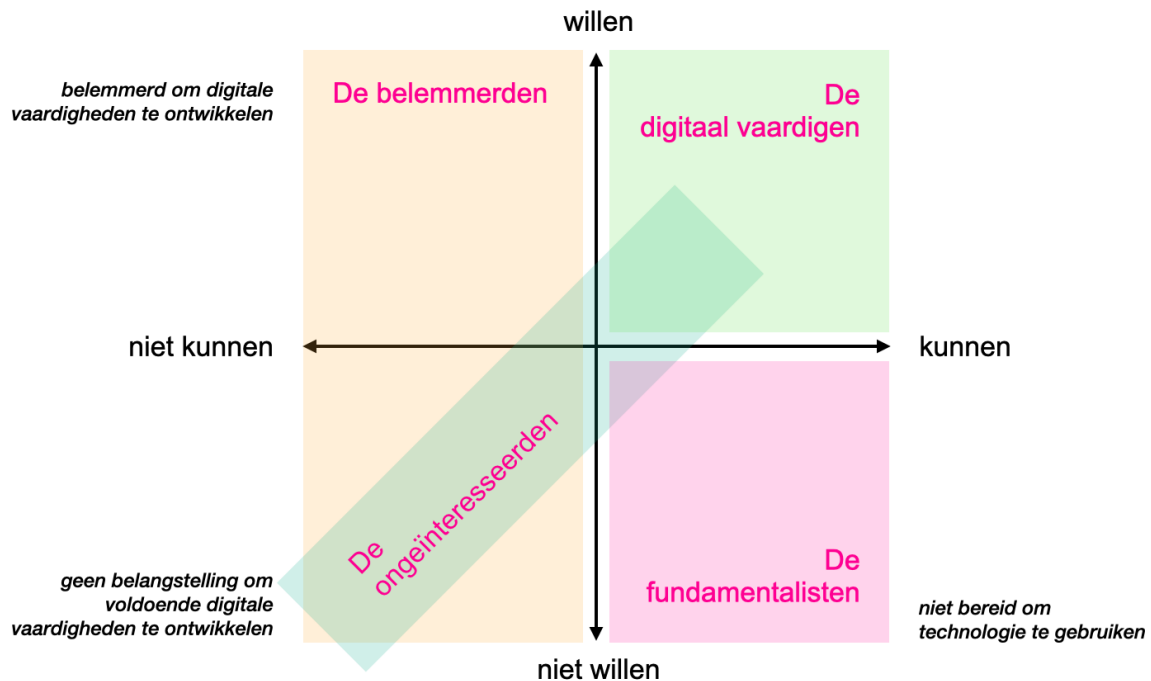 willen
belemmerd om digitale
vaardigheden te ontwikkelen
De belemmerden
De
digitaal vaardigen
niet kunnen
kunnen
De
ongeïnteresseerden
geen belangstelling om
voldoende digitale
vaardigheden te ontwikkelen
De
fundamentalisten
niet bereid om
technologie te gebruiken
niet willen